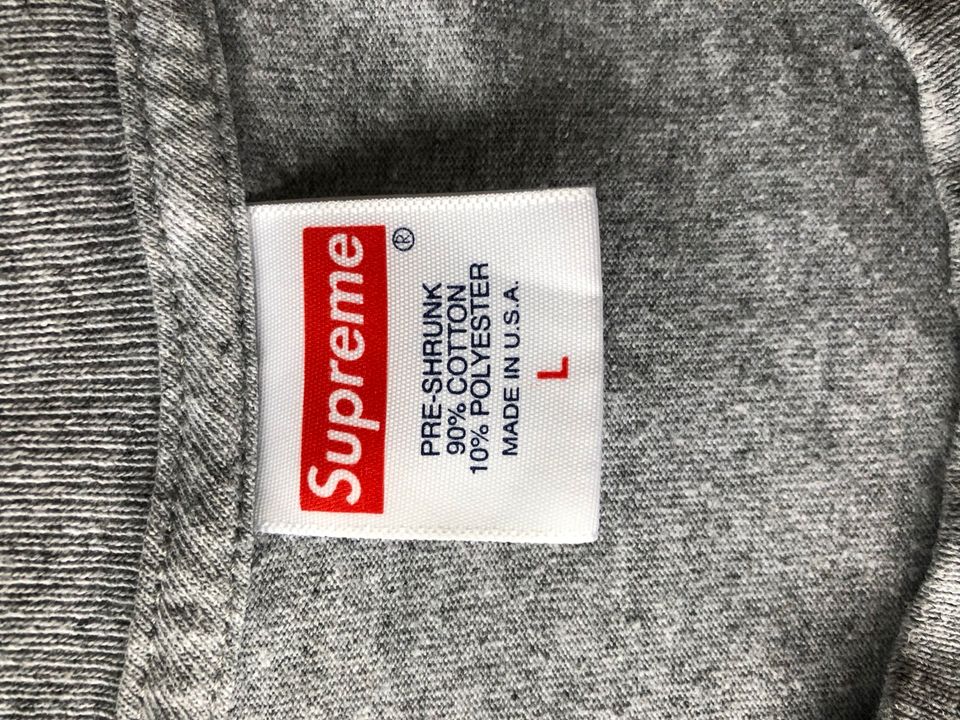 Supreme
®
PRE-SHRUNK
90% COTTON
10% POLYESTER
MADE IN U.S.A.
L